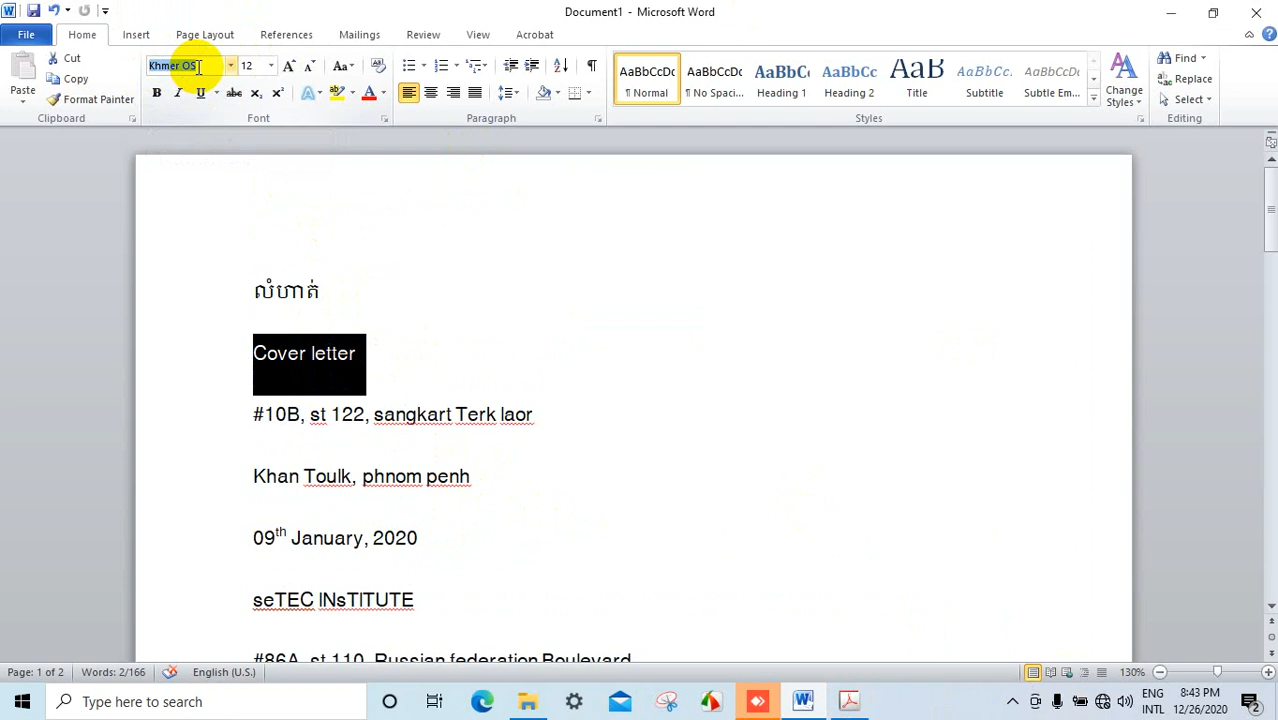 Document1 - Microsoft Word
File Home Insert Page Layout References Mailings Review View Acrobat
Paste
Cut
Copy
Format Painter
Clipboard
Khmer OS 12
Font
Paragraph
AaBbCcDc AaBbCcDc AaBbCc AaBbCc AaB AaBbCcL AaBbCcDc
¶ Normal ¶ No Spaci... Heading 1 Heading 2 Title Subtitle Subtle Em...
Styles
Change Styles
Find
Replace
Select
Editing
លំហាត់
Cover letter
#10B, st 122, sangkart Terk laor
Khan Toulk, phnom penh
09th January, 2020
seTEC INsTITUTE
#86A, st 110, Russian federation Boulevard
Page: 1 of 2 Words: 2/166 English (U.S.) 130%
Type here to search
ENG
INTL
8:43 PM
12/26/2020
2